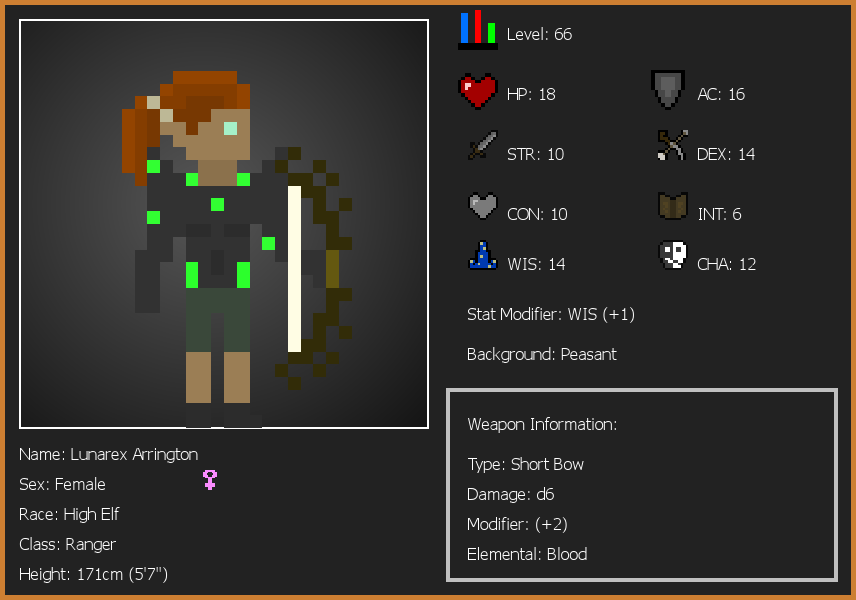 Level: 66
HP: 18
AC: 16
STR: 10
DEX: 14
CON: 10
INT: 6
WIS: 14
CHA: 12
Stat Modifier: WIS (+1)
Background: Peasant
Weapon Information:
Type: Short Bow
Damage: d6
Modifier: (+2)
Elemental: Blood
Name: Lunarex Arrington
Sex: Female
Race: High Elf
Class: Ranger
Height: 171cm (5'7")